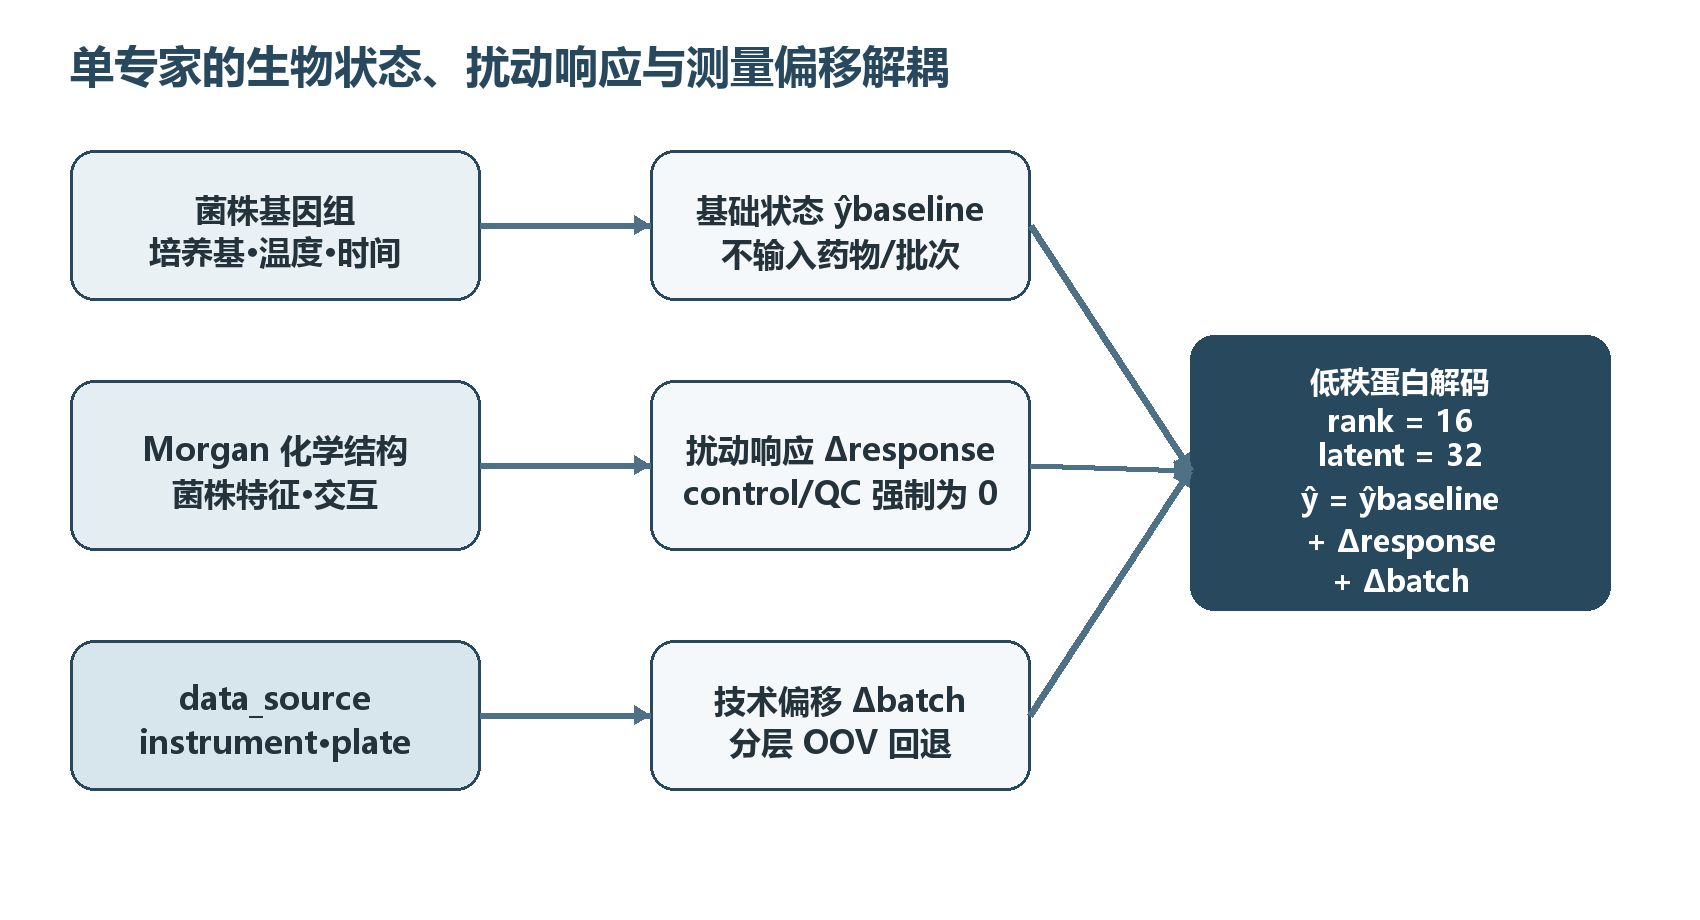 单专家的生物状态、扰动响应与测量偏移解耦
菌株基因组
培养基•温度•时间
基础状态 ŷbaseline
不输入药物/批次
Morgan 化学结构
菌株特征•交互
扰动响应 Δresponse
control/QC 强制为 0
data_source
instrument•plate
技术偏移 Δbatch
分层 OOV 回退
低秩蛋白解码
rank = 16
latent = 32
ŷ = ŷbaseline
+ Δresponse
+ Δbatch